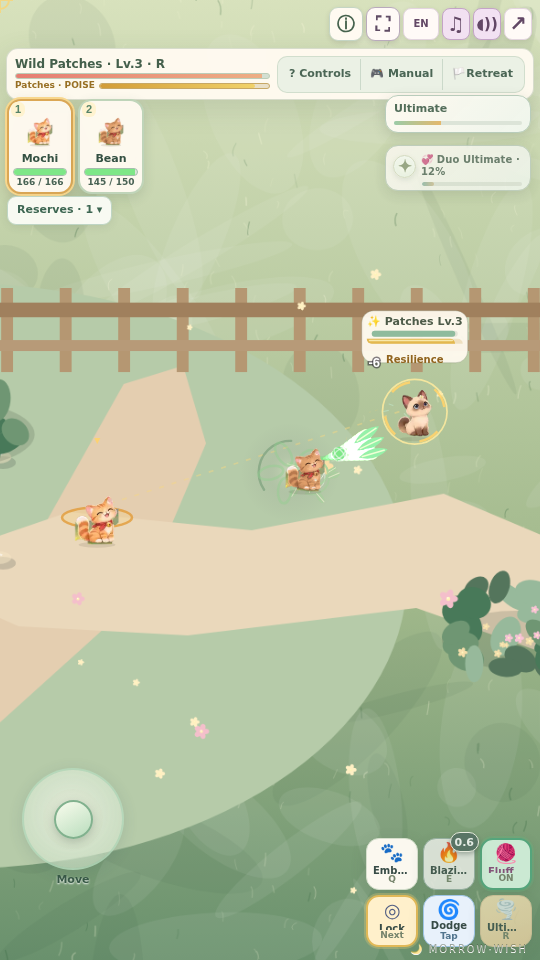 EN
Wild Patches · Lv.3 · R
Patches · POISE
? Controls
Manual
Retreat
1
Mochi
166 / 166
2
Bean
145 / 150
Ultimate
Duo Ultimate ·
12%
Reserves · 1 ▾
Patches Lv.3
Resilience
-6
Move
Emb…
Q
0.6
Blazi…
E
Fluff
ON
Lock
Next
Dodge
Tap
Ulti…
R
MORROW-WISH